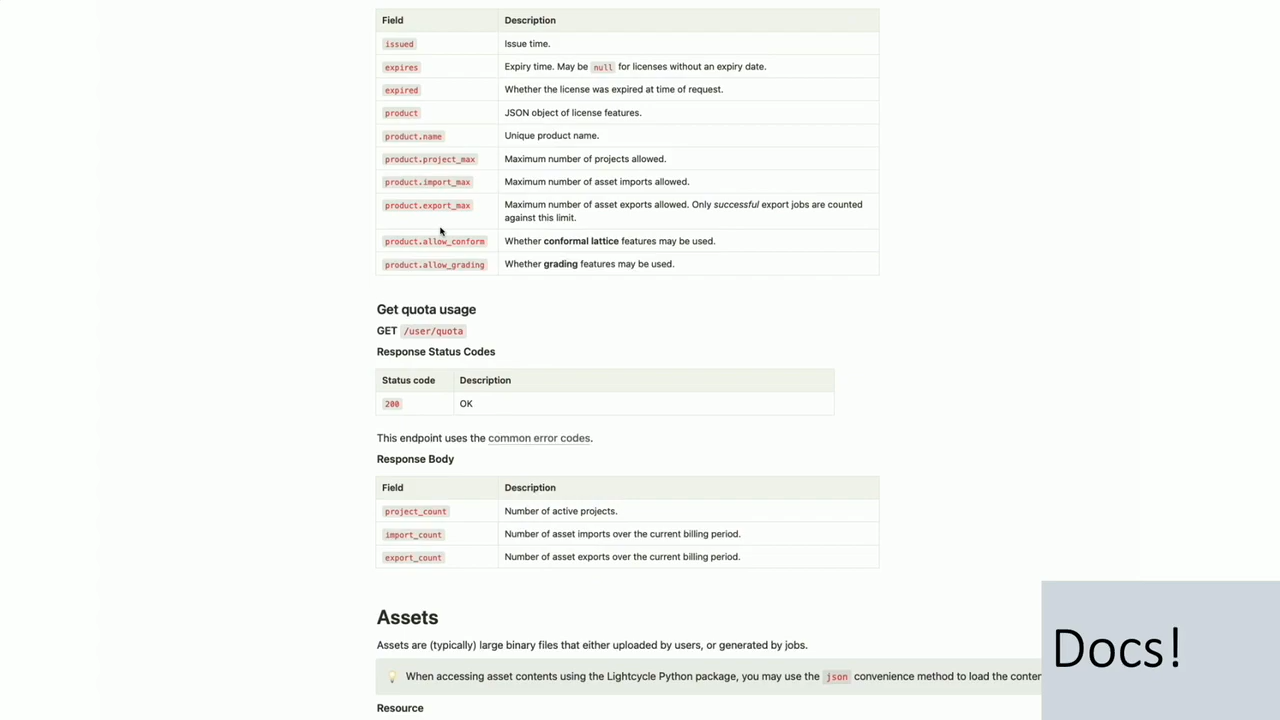 Field Description
issued Issue time.
expires Expiry time. May be null for licenses without an expiry date.
expired Whether the license was expired at time of request.
product JSON object of license features.
product.name Unique product name.
product.project_max Maximum number of projects allowed.
product.import_max Maximum number of asset imports allowed.
product.export_max Maximum number of asset exports allowed. Only successful export jobs are counted
against this limit.
product.allow_conform Whether conformal lattice features may be used.
product.allow_grading Whether grading features may be used.
Get quota usage
GET /user/quota
Response Status Codes
Status code Description
200 OK
This endpoint uses the common error codes.
Response Body
Field Description
project_count Number of active projects.
import_count Number of asset imports over the current billing period.
export_count Number of asset exports over the current billing period.
Assets
Assets are (typically) large binary files that either uploaded by users, or generated by jobs.
When accessing asset contents using the Lightcycle Python package, you may use the json convenience method to load the conten
Resource
Docs!